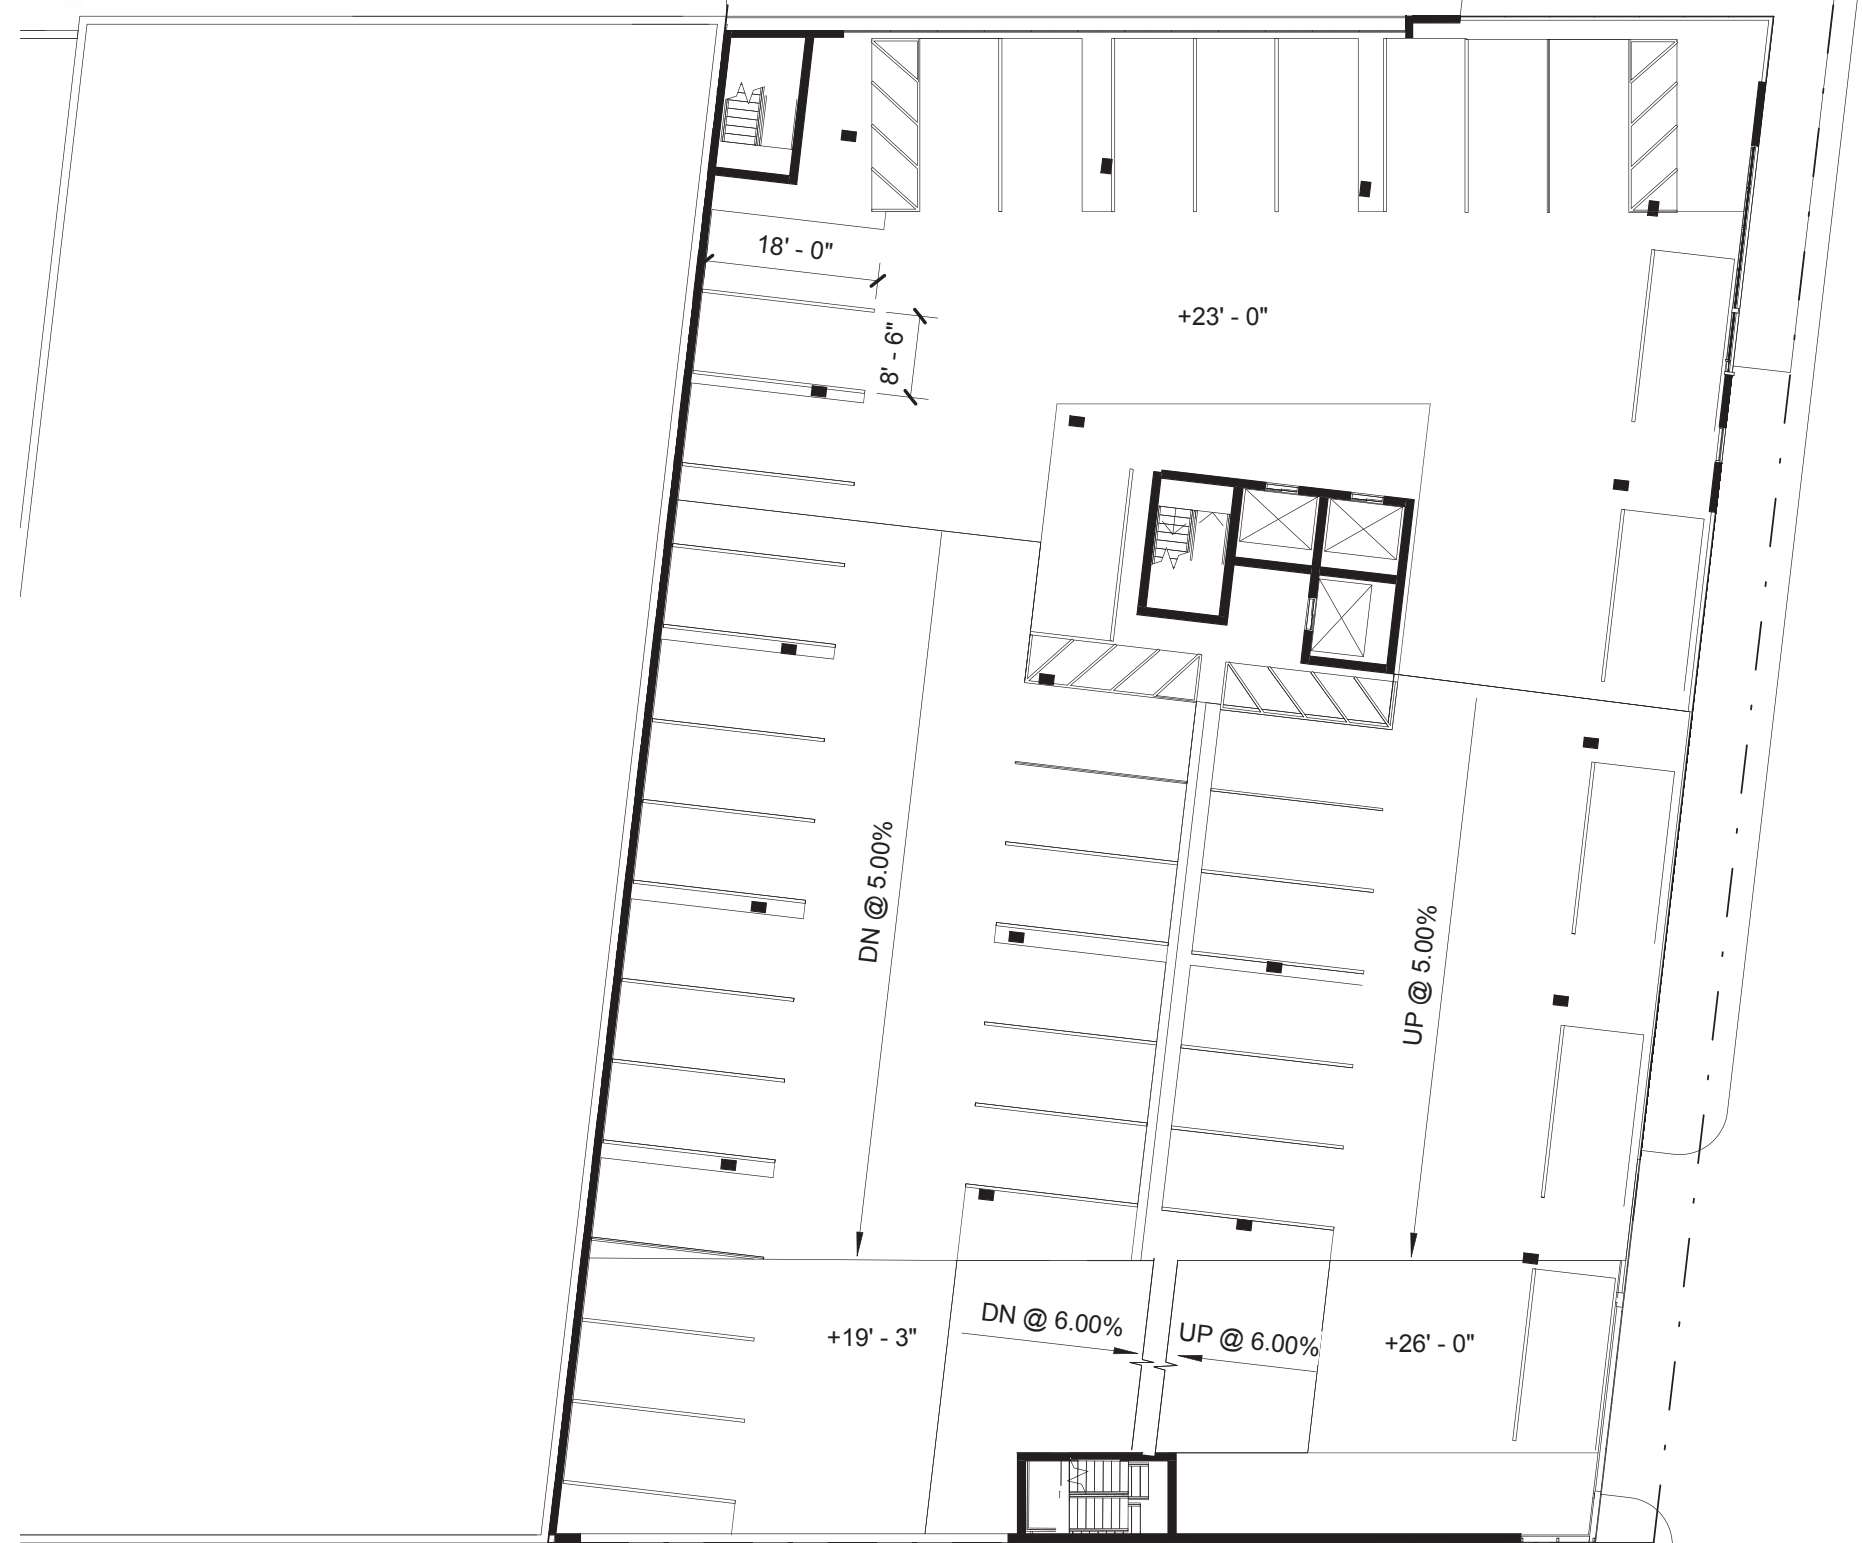 18' - 0"
+23' - 0"
8' - 6"
DN @ 5.00%
UP @ 5.00%
DN @ 6.00%
UP @ 6.00%
+19' - 3"
+26' - 0"